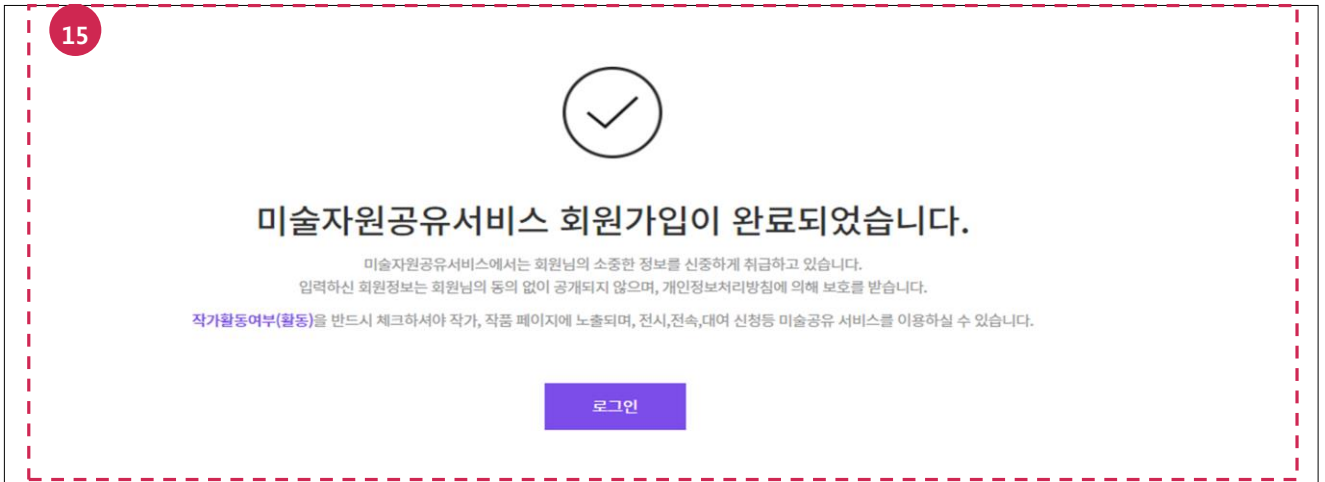 15
미술자원공유서비스 회원가입이 완료되었습니다.
미술자원공유서비스에서는 회원님의 소중한 정보를 신중하게 취급하고 있습니다.
입력하신 회원정보는 회원님의 동의 없이 공개되지 않으며, 개인정보처리방침에 의해 보호를 받습니다.
작가활동여부(활동)을 반드시 체크하셔야 작가, 작품 페이지에 노출되며, 전시,전속,대여 신청등 미술공유 서비스를 이용하실 수 있습니다.
로그인